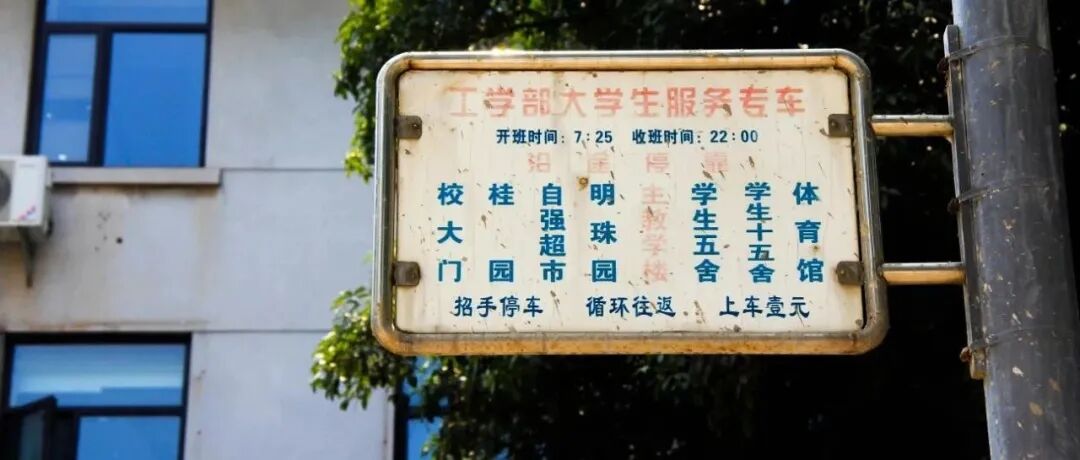 工学部大学生服务专车
开班时间：7:25 收班时间：22:00
沿途停靠
校大门 桂园 自强超市 明珠园 主教学楼 学生五舍 学生十五舍 体育馆
招手停车 循环往返 上车壹元